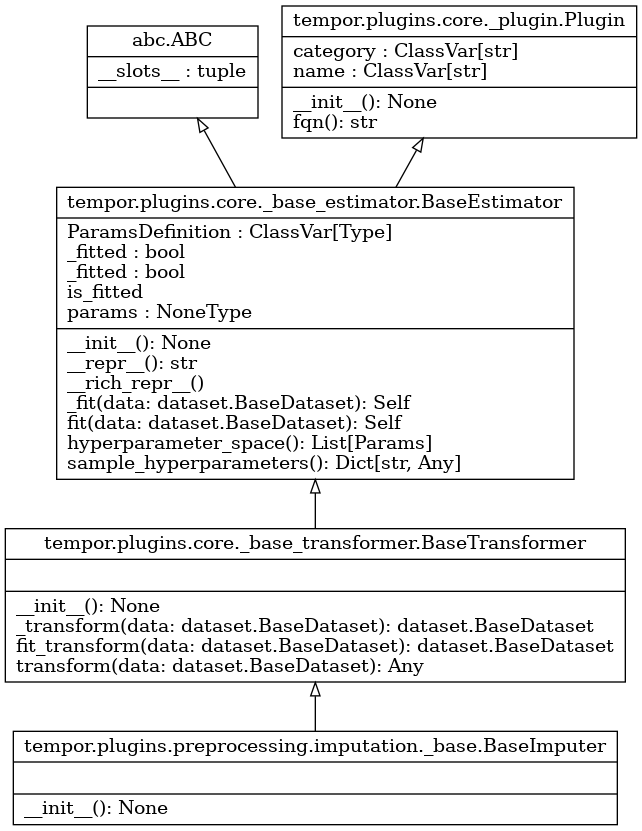 abc.ABC
__slots__ : tuple
tempor.plugins.core._plugin.Plugin
category : ClassVar[str]
name : ClassVar[str]
__init__(): None
fqn(): str
tempor.plugins.core._base_estimator.BaseEstimator
ParamsDefinition : ClassVar[Type]
_fitted : bool
_fitted : bool
is_fitted
params : NoneType
__init__(): None
__repr__(): str
__rich_repr__()
_fit(data: dataset.BaseDataset): Self
fit(data: dataset.BaseDataset): Self
hyperparameter_space(): List[Params]
sample_hyperparameters(): Dict[str, Any]
tempor.plugins.core._base_transformer.BaseTransformer
__init__(): None
_transform(data: dataset.BaseDataset): dataset.BaseDataset
fit_transform(data: dataset.BaseDataset): dataset.BaseDataset
transform(data: dataset.BaseDataset): Any
tempor.plugins.preprocessing.imputation._base.BaseImputer
__init__(): None